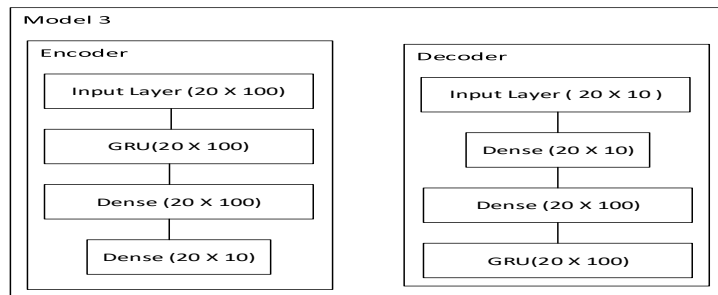 Model 3
Encoder
Input Layer (20 X 100)
GRU(20 X 100)
Dense (20 X 100)
Dense (20 X 10)
Decoder
Input Layer ( 20 X 10 )
Dense (20 X 10)
Dense (20 X 100)
GRU(20 X 100)